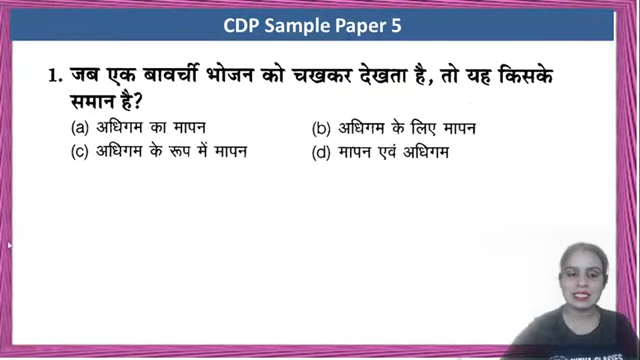 CDP Sample Paper 5
1. जब एक बावर्ची भोजन को चखकर देखता है, तो यह किसके
समान है?
(a) अधिगम का मापन
(b) अधिगम के लिए मापन
(c) अधिगम के रूप में मापन
(d) मापन एवं अधिगम